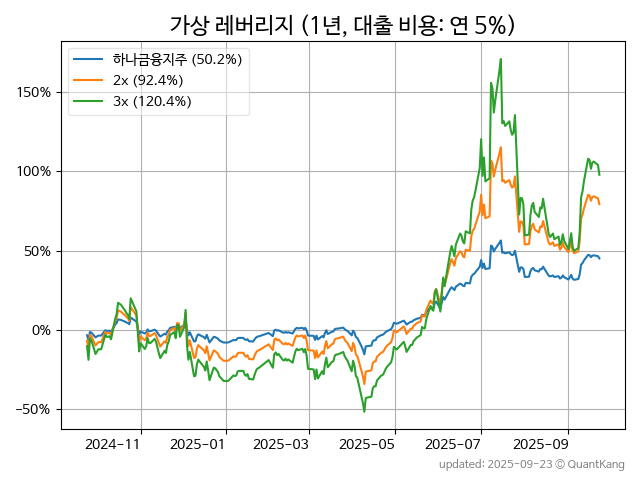 가상 레버리지 (1년, 대출 비용: 연 5%)
하나금융지주 (50.2%)
2x (92.4%)
3x (120.4%)
150%
100%
50%
0%
−50%
2024-11
2025-01
2025-03
2025-05
2025-07
2025-09
updated: 2025-09-23 © QuantKang